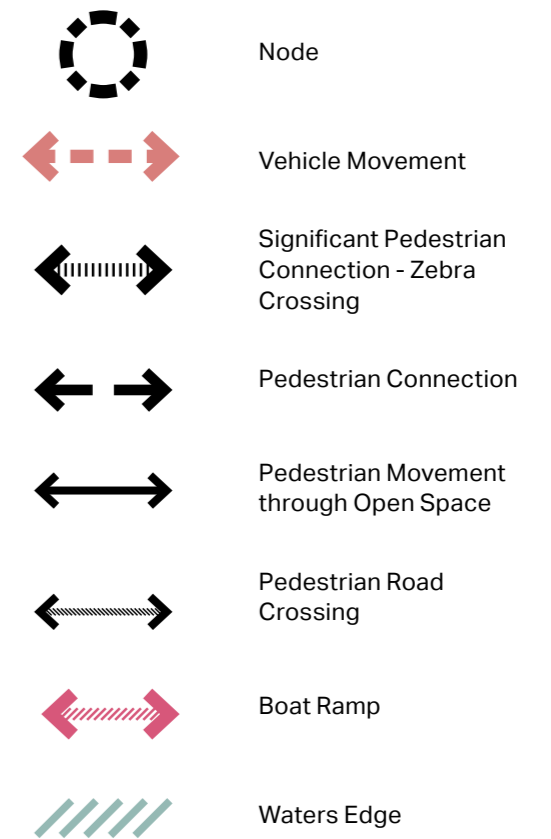 Node
Vehicle Movement
Significant Pedestrian
Connection - Zebra
Crossing
Pedestrian Connection
Pedestrian Movement
through Open Space
Pedestrian Road
Crossing
Boat Ramp
Waters Edge